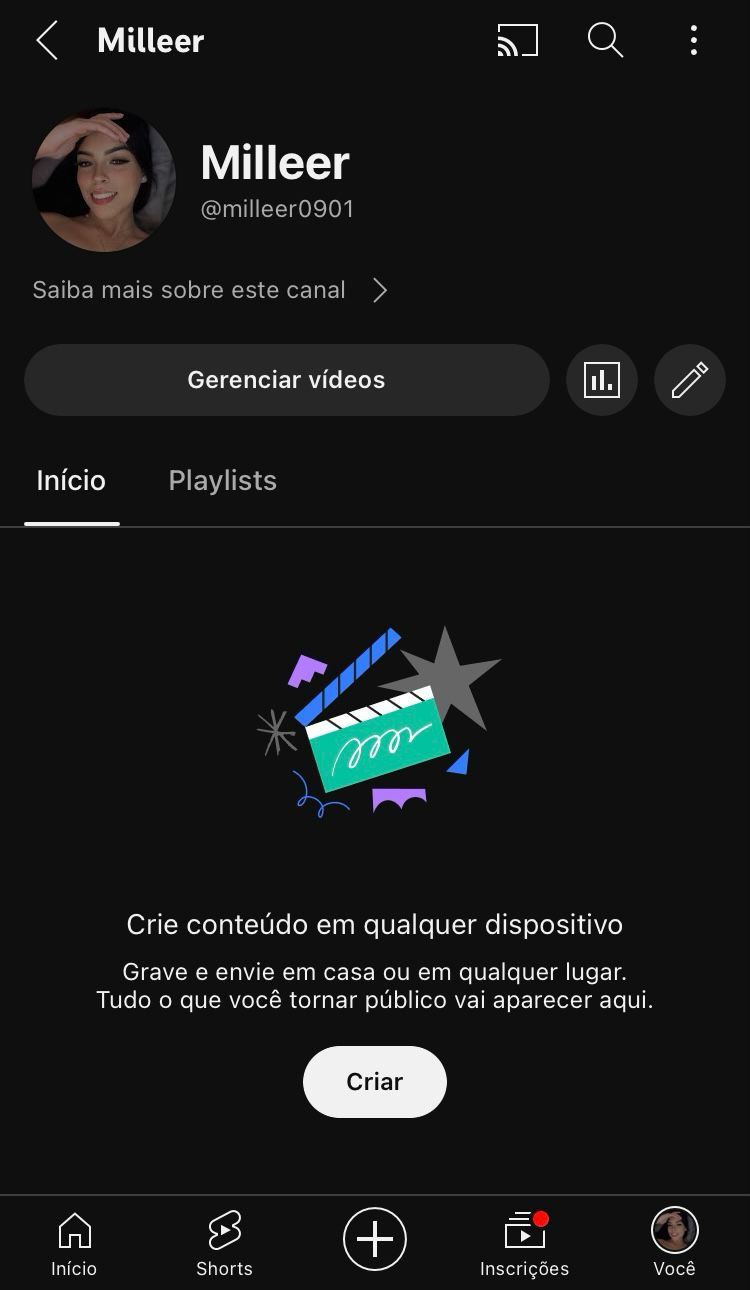 Milleer
Milleer
@milleer0901
Saiba mais sobre este canal
Gerenciar vídeos
Início
Playlists
Crie conteúdo em qualquer dispositivo
Grave e envie em casa ou em qualquer lugar.
Tudo o que você tornar público vai aparecer aqui.
Criar
Início
Shorts
Inscrições
Você